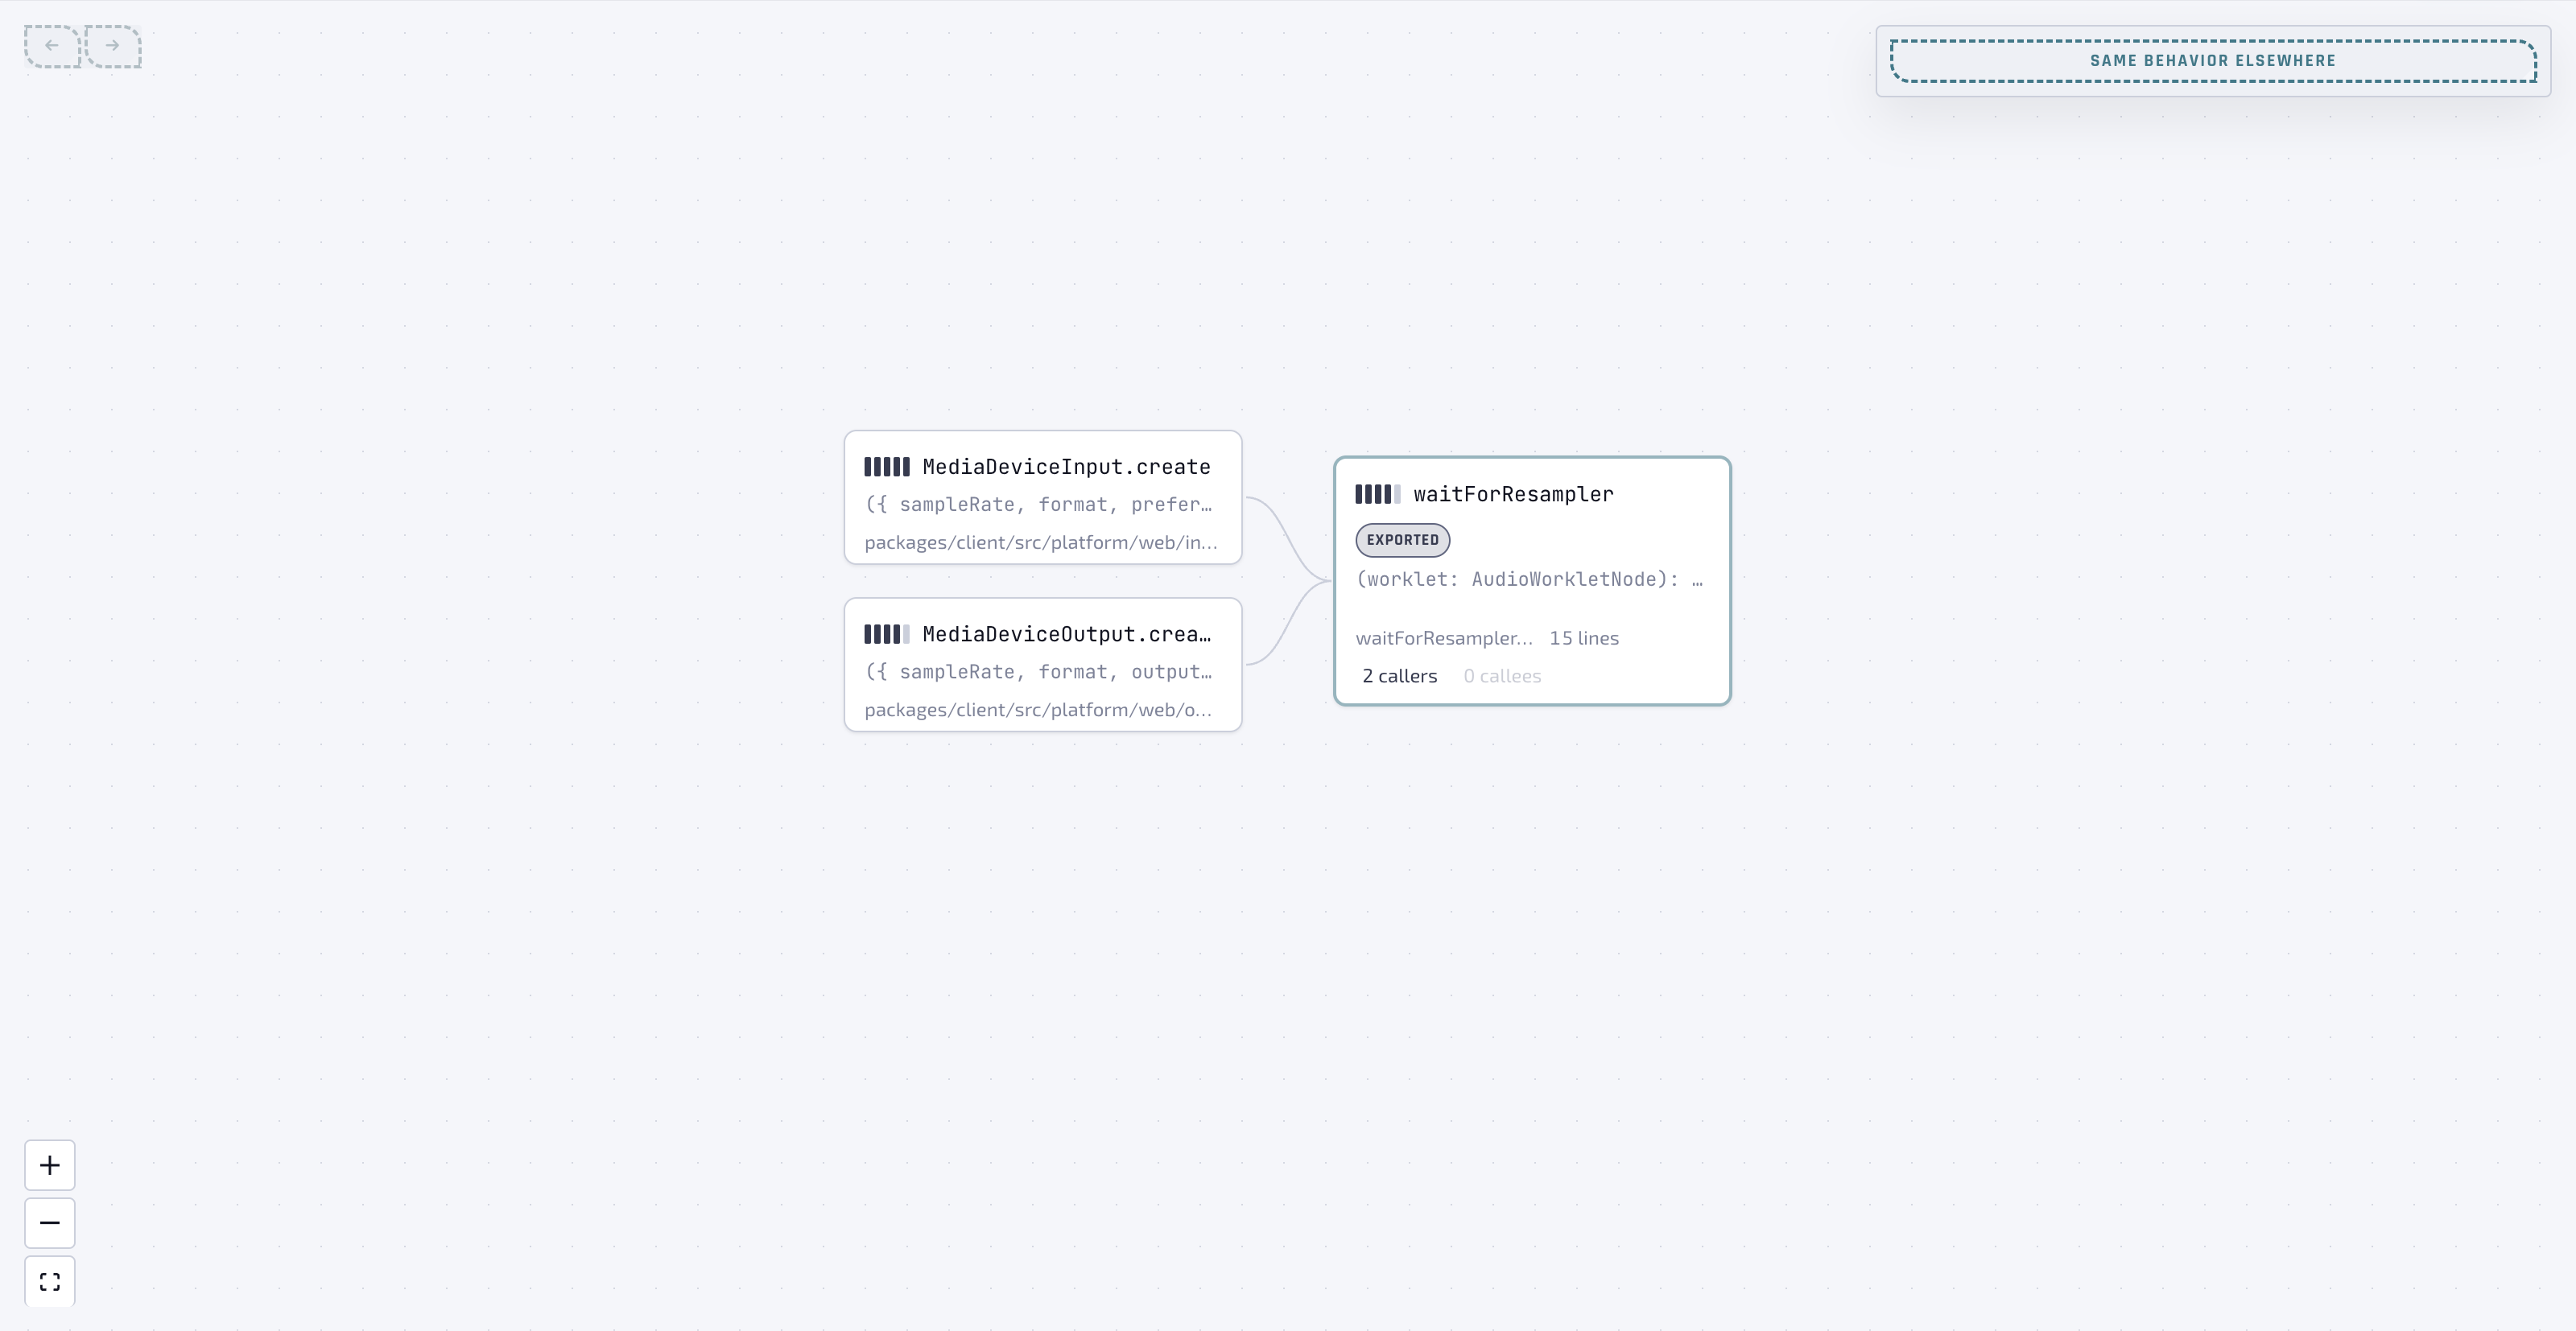 SAME BEHAVIOR ELSEWHERE
MediaDeviceInput.create
({ sampleRate, format, prefer…
packages/client/src/platform/web/in…
MediaDeviceOutput.crea…
({ sampleRate, format, output…
packages/client/src/platform/web/o…
waitForResampler
EXPORTED
(worklet: AudioWorkletNode): …
waitForResampler… 15 lines
2 callers 0 callees